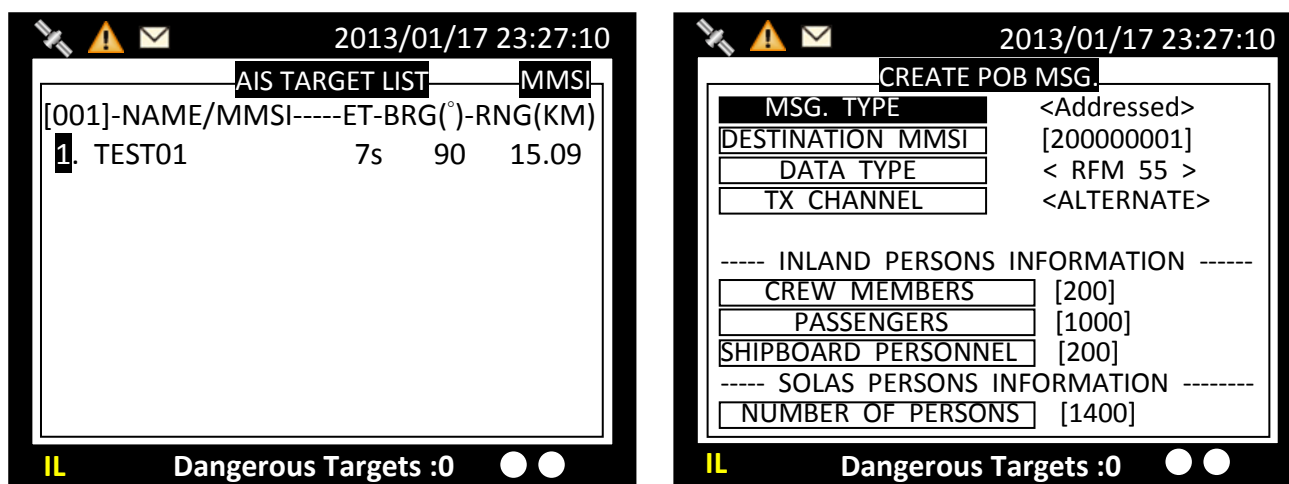 2013/01/17 23:27:10
AIS TARGET LIST MMSI
[001]-NAME/MMSI-----ET-BRG(°)-RNG(KM)
1. TEST01 7s 90 15.09
IL Dangerous Targets :0
2013/01/17 23:27:10
CREATE POB MSG.
MSG. TYPE <Addressed>
DESTINATION MMSI [200000001]
DATA TYPE < RFM 55 >
TX CHANNEL <ALTERNATE>
----- INLAND PERSONS INFORMATION ------
CREW MEMBERS [200]
PASSENGERS [1000]
SHIPBOARD PERSONNEL [200]
----- SOLAS PERSONS INFORMATION --------
NUMBER OF PERSONS [1400]
IL Dangerous Targets :0